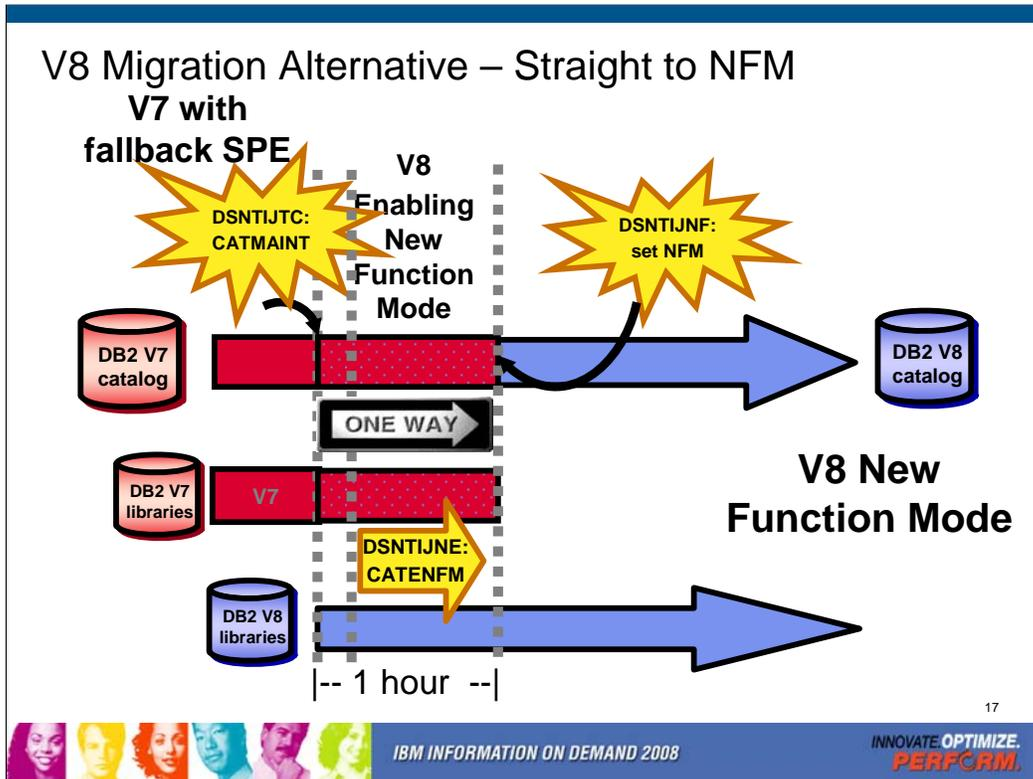 V8 Migration Alternative – Straight to NFM
V7 with
fallback SPE
V8
Enabling
New
Function
Mode
DSNTIJTC:
CATMAINT
DSNTIJNF:
set NFM
DB2 V7
catalog
DB2 V8
catalog
ONE WAY
DB2 V7
libraries
V7
V8 New
Function Mode
DSNTIJNE:
CATENFM
DB2 V8
libraries
|-- 1 hour --|
17
IBM INFORMATION ON DEMAND 2008
INNOVATE.OPTIMIZE.
PERFORM.